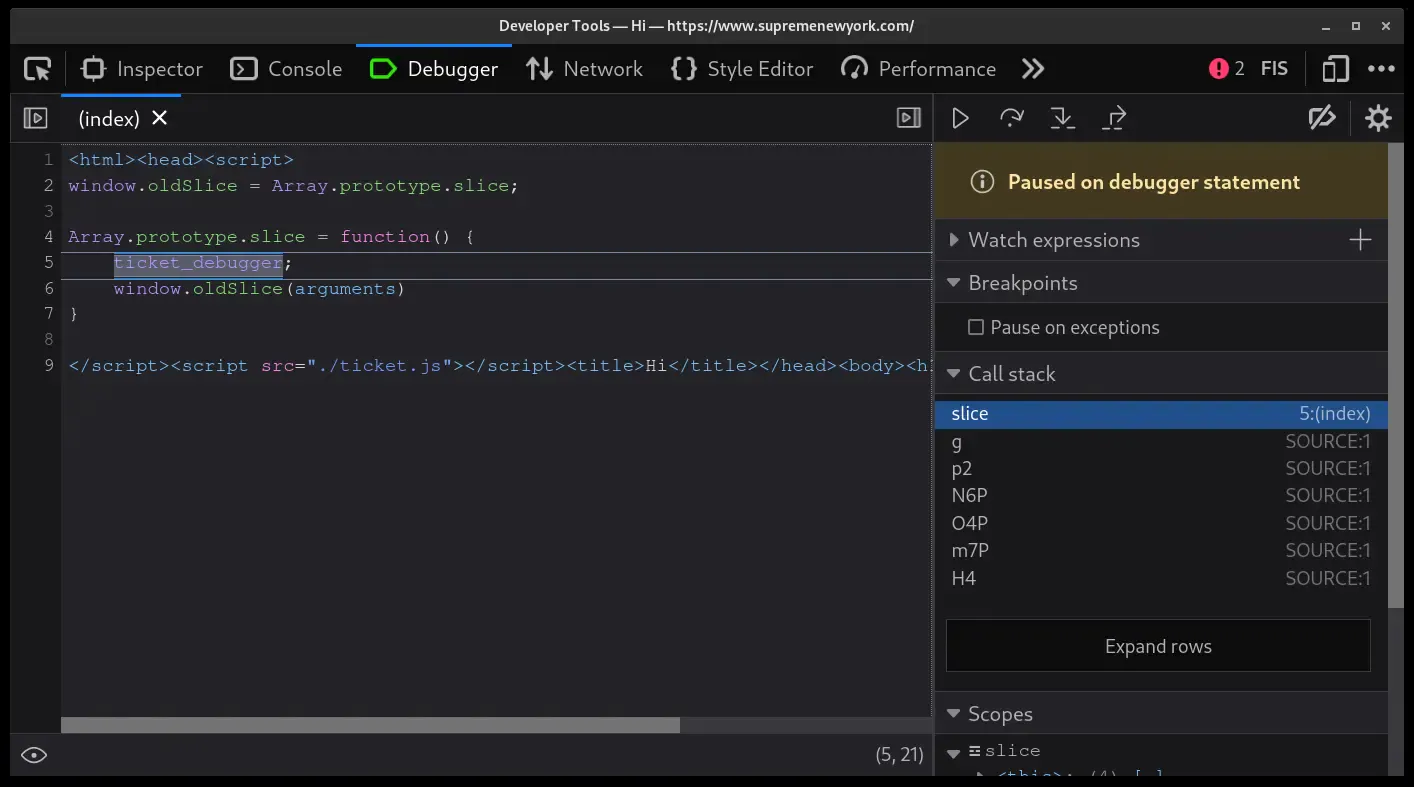 Developer Tools — Hi — https://www.supremenewyork.com/
Inspector Console Debugger Network Style Editor Performance 2 FIS
(index)
1 <html><head><script>
2 window.oldSlice = Array.prototype.slice;
3
4 Array.prototype.slice = function() {
5 ticket_debugger;
6 window.oldSlice(arguments)
7 }
8
9 </script><script src="./ticket.js"></script><title>Hi</title></head><body><h1
(5, 21)
Paused on debugger statement
Watch expressions
Breakpoints
Pause on exceptions
Call stack
slice 5:(index)
g SOURCE:1
p2 SOURCE:1
N6P SOURCE:1
O4P SOURCE:1
m7P SOURCE:1
H4 SOURCE:1
Expand rows
Scopes
slice
<this>: (4) […]